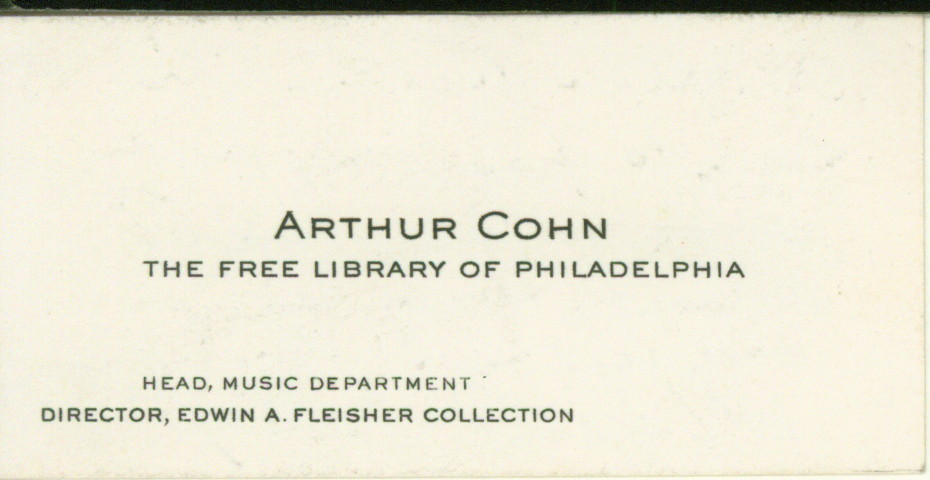 ARTHUR COHN
THE FREE LIBRARY OF PHILADELPHIA
HEAD, MUSIC DEPARTMENT
DIRECTOR, EDWIN A. FLEISHER COLLECTION